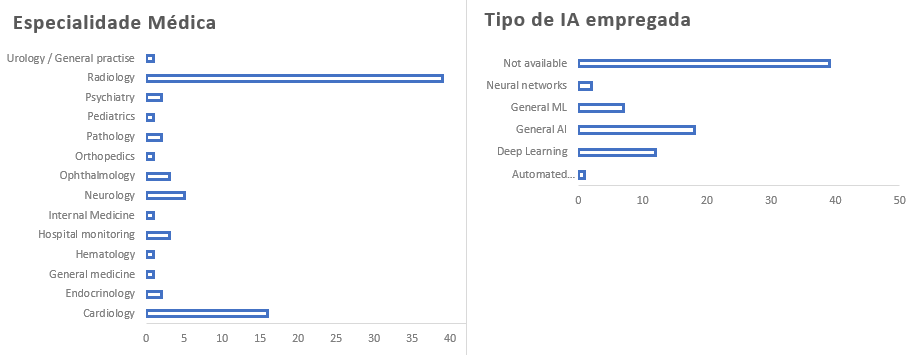 Especialidade Médica
Urology / General practise
Radiology
Psychiatry
Pediatrics
Pathology
Orthopedics
Ophthalmology
Neurology
Internal Medicine
Hospital monitoring
Hematology
General medicine
Endocrinology
Cardiology
0 5 10 15 20 25 30 35 40
Tipo de IA empregada
Not available
Neural networks
General ML
General AI
Deep Learning
Automated...
0 10 20 30 40 50